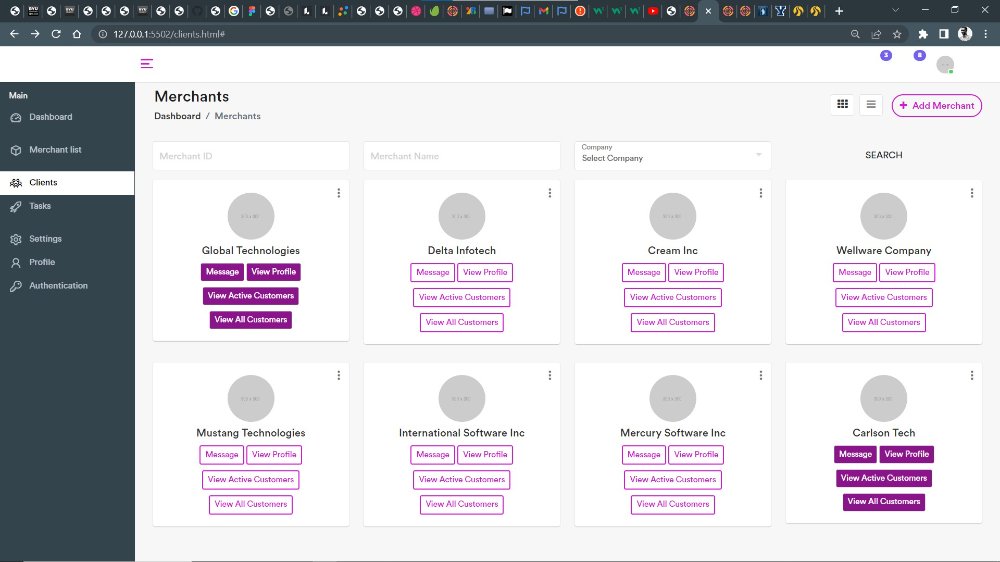 127.0.0.1:5502/clients.html#
3
8
Main
Dashboard
Merchant list
Clients
Tasks
Settings
Profile
Authentication
Merchants
Dashboard / Merchants
+ Add Merchant
Merchant ID
Merchant Name
Company
Select Company
SEARCH
Global Technologies
Message View Profile
View Active Customers
View All Customers
Delta Infotech
Message View Profile
View Active Customers
View All Customers
Cream Inc
Message View Profile
View Active Customers
View All Customers
Wellware Company
Message View Profile
View Active Customers
View All Customers
Mustang Technologies
Message View Profile
View Active Customers
View All Customers
International Software Inc
Message View Profile
View Active Customers
View All Customers
Mercury Software Inc
Message View Profile
View Active Customers
View All Customers
Carlson Tech
Message View Profile
View Active Customers
View All Customers